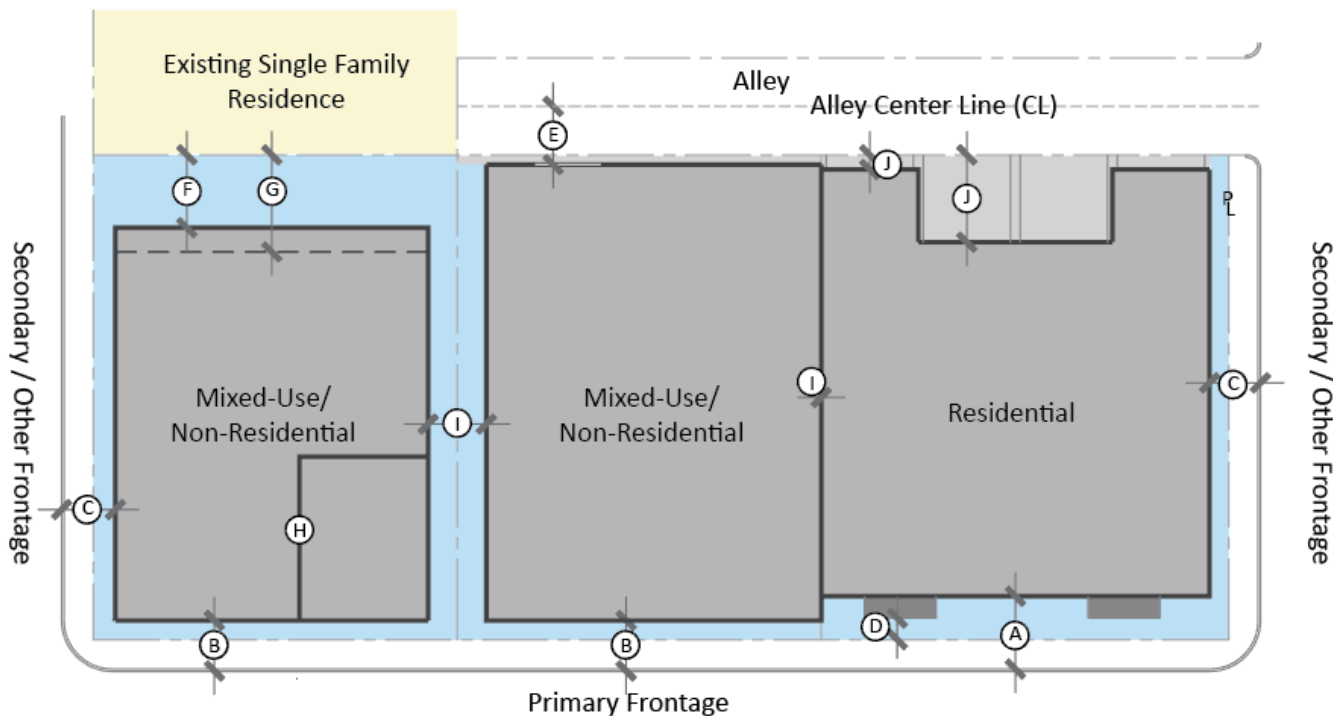 Existing Single Family
Residence
Alley
Alley Center Line (CL)
E
F
G
J
J
PL
Secondary / Other Frontage
Mixed-Use/
Non-Residential
I
Mixed-Use/
Non-Residential
I
Residential
C
Secondary / Other Frontage
C
H
B
B
D
A
Primary Frontage